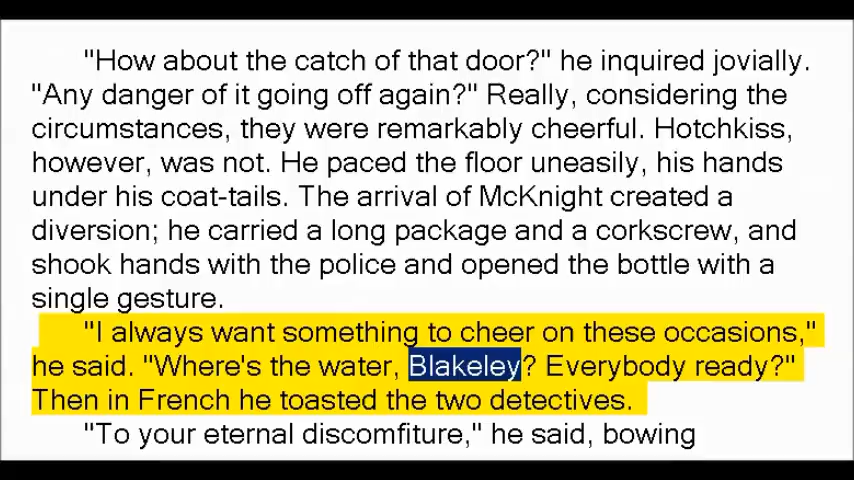 "How about the catch of that door?" he inquired jovially.
"Any danger of it going off again?" Really, considering the
circumstances, they were remarkably cheerful. Hotchkiss,
however, was not. He paced the floor uneasily, his hands
under his coat-tails. The arrival of McKnight created a
diversion; he carried a long package and a corkscrew, and
shook hands with the police and opened the bottle with a
single gesture.
"I always want something to cheer on these occasions,"
he said. "Where's the water, Blakeley? Everybody ready?"
Then in French he toasted the two detectives.
"To your eternal discomfiture," he said, bowing